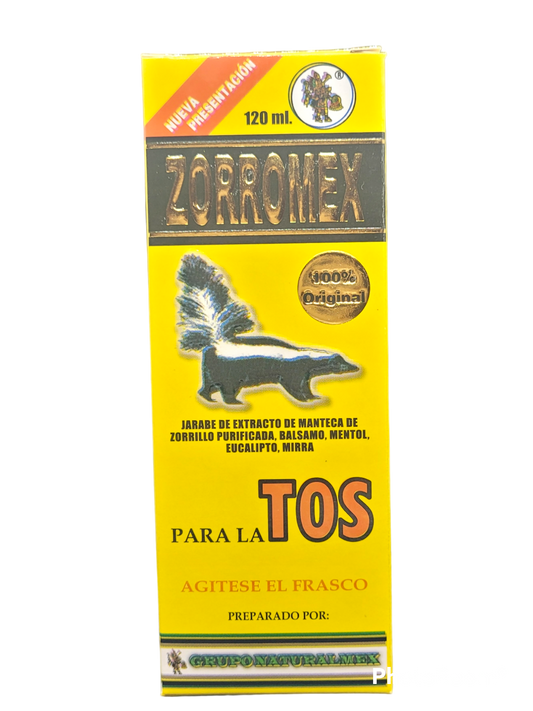 NUEVA
PRESENTACIÓN
®
120 ml.
ZORROMEX
100%
Original
JARABE DE EXTRACTO DE MANTECA DE
ZORRILLO PURIFICADA, BALSAMO, MENTOL,
EUCALIPTO, MIRRA
PARA LA TOS
AGITESE EL FRASCO
PREPARADO POR:
GRUPO NATURALMEX